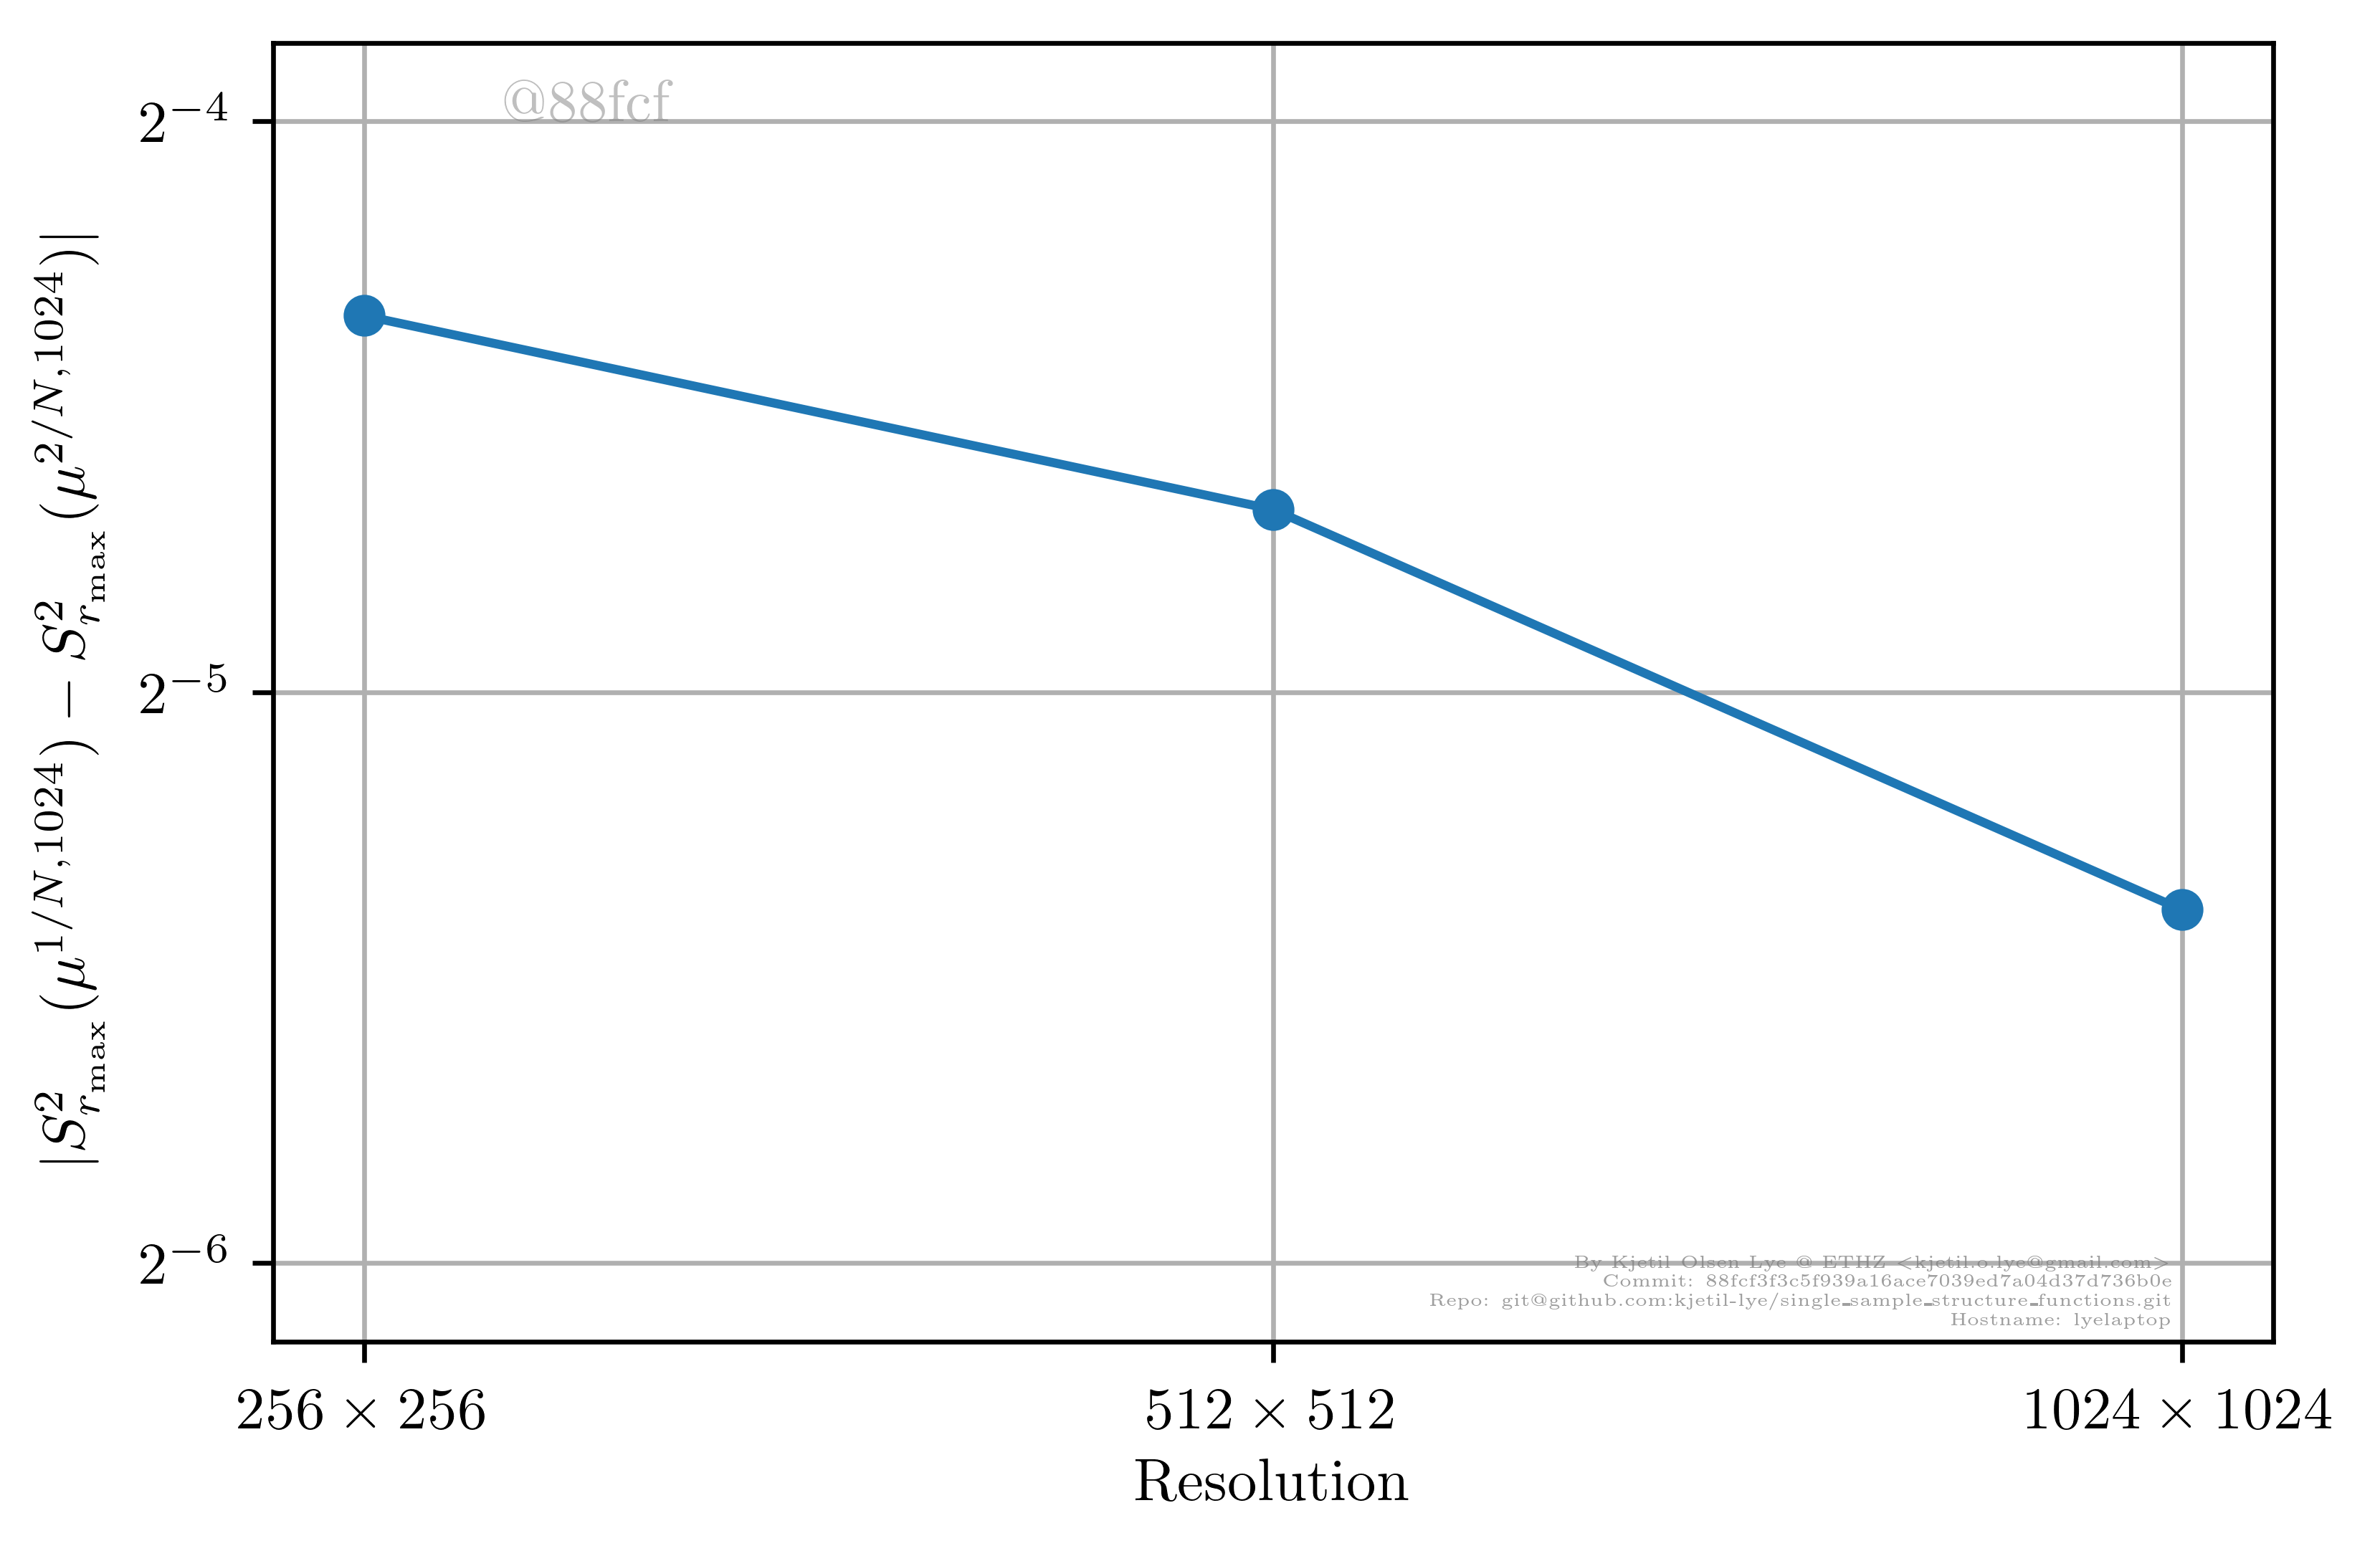 @88fcf
2⁻⁴
2⁻⁵
2⁻⁶
|S²_{r_max}(μ^{1/N,1024}) − S²_{r_max}(μ^{2/N,1024})|
By Kjetil Olsen Lye @ ETHZ <kjetil.o.lye@gmail.com>
Commit: 88fcf3f3c5f939a16ace7039ed7a04d37d736b0e
Repo: git@github.com:kjetil-lye/single_sample_structure_functions.git
Hostname: lyelaptop
256 × 256
512 × 512
1024 × 1024
Resolution